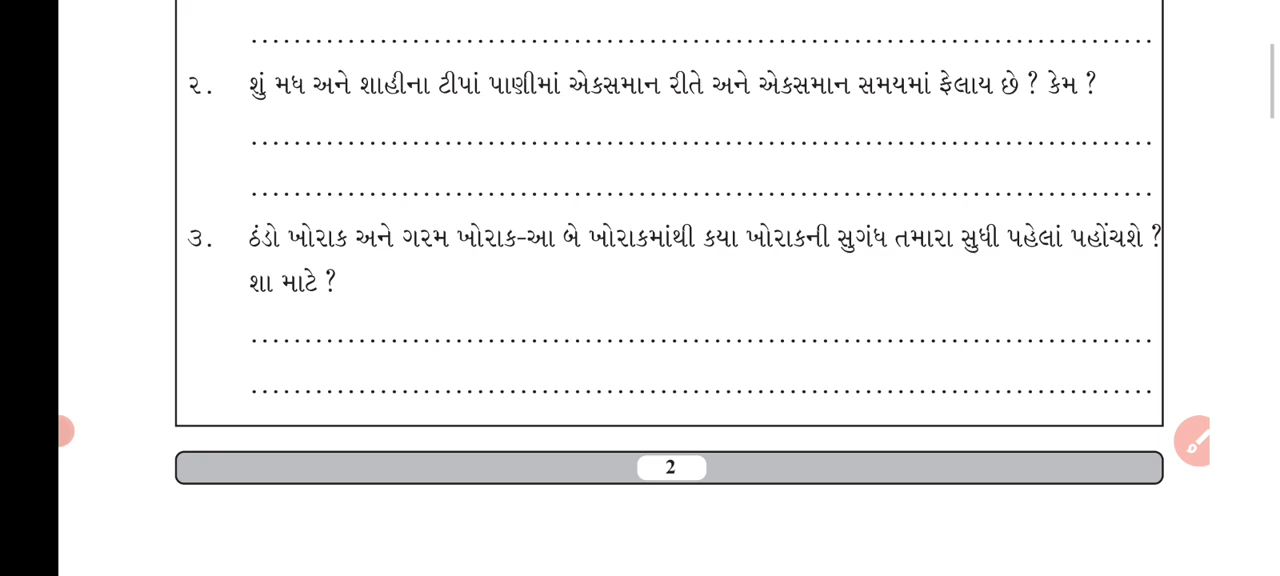 ૨. શું મધ અને શાહીના ટીપાં પાણીમાં એકસમાન રીતે અને એકસમાન સમયમાં ફેલાય છે ? કેમ ?
૩. ઠંડો ખોરાક અને ગરમ ખોરાક-આ બે ખોરાકમાંથી કયા ખોરાકની સુગંધ તમારા સુધી પહેલાં પહોંચશે ?
શા માટે ?
2